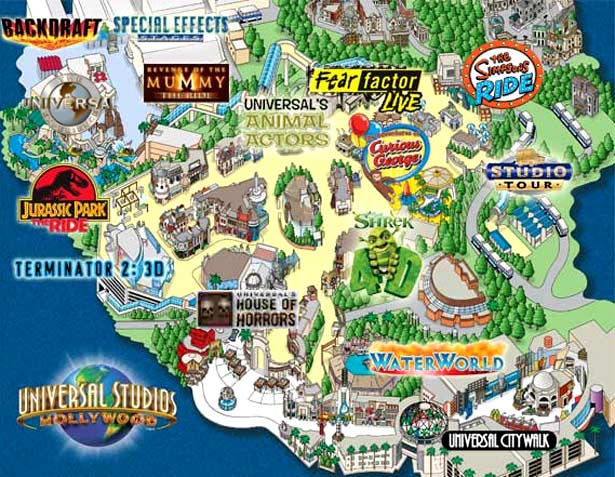 BACKDRAFT
SPECIAL EFFECTS
STAGES
REVENGE OF THE
MUMMY
THE RIDE
UNIVERSAL
Fear factor
LIVE
THE
SIMPSONS
RIDE
UNIVERSAL'S
ANIMAL
ACTORS
Curious
George
STUDIO
TOUR
JURASSIC PARK
THE RIDE
SHREK
4D
TERMINATOR 2: 3D
UNIVERSAL'S
HOUSE OF
HORRORS
WATERWORLD
UNIVERSAL STUDIOS
HOLLYWOOD
UNIVERSAL CITYWALK